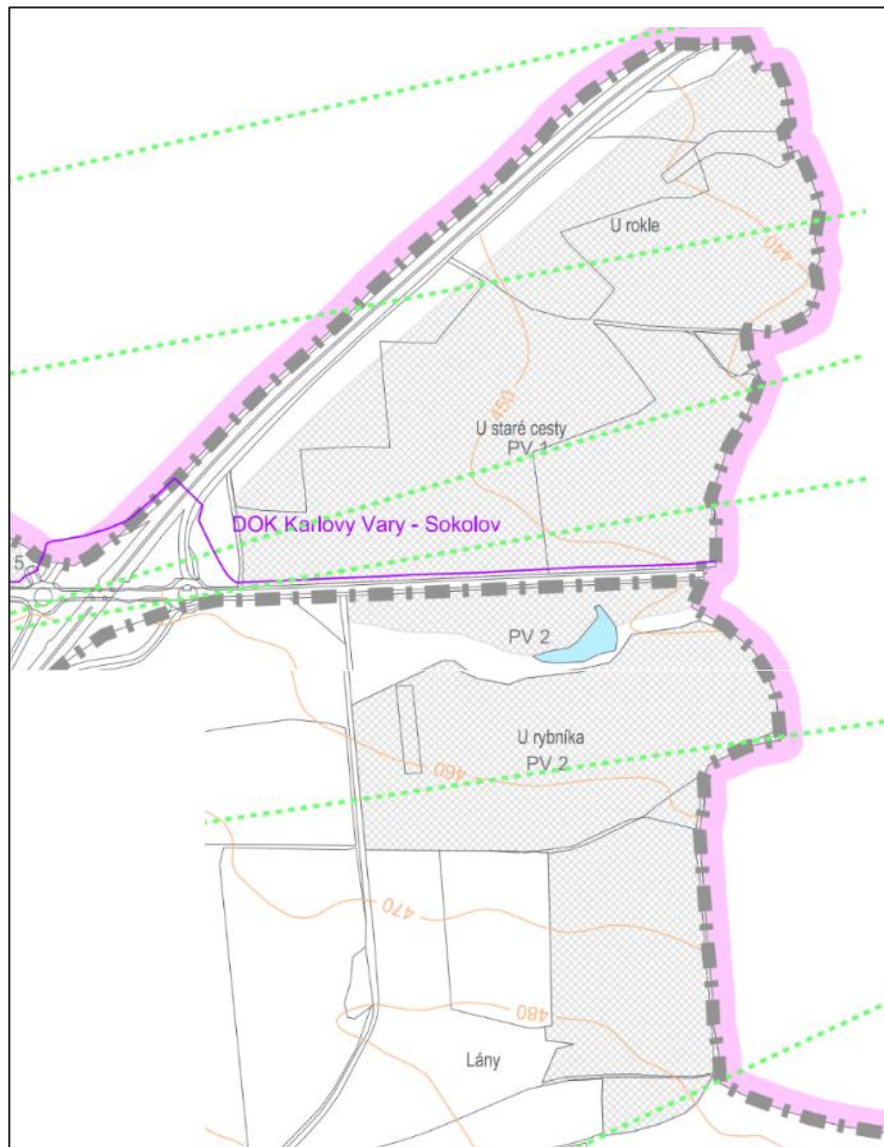 U rokle
440
450
U staré cesty
PV 1
DOK Karlovy Vary - Sokolov
5
PV 2
U rybníka
PV 2
460
470
480
Lány